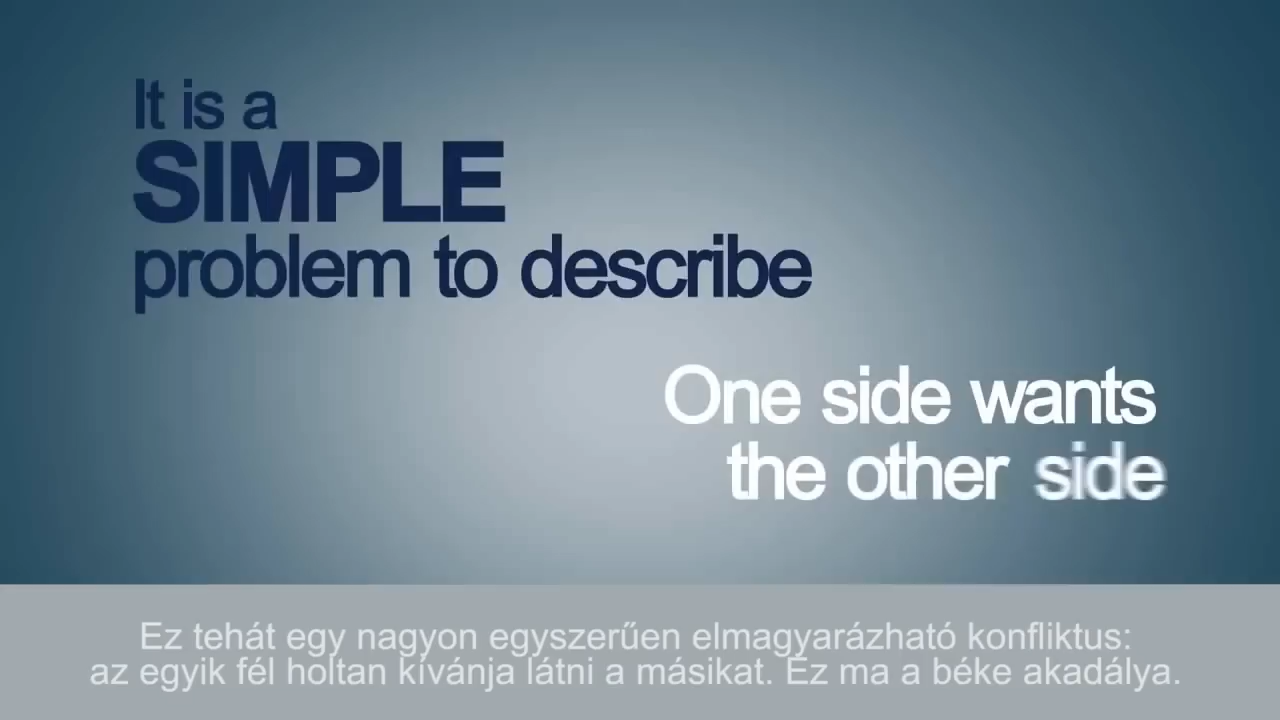 It is a
SIMPLE
problem to describe
One side wants
the other side
Ez tehát egy nagyon egyszerűen elmagyarázható konfliktus:
az egyik fél holtan kívánja látni a másikat. Ez ma a béke akadálya.